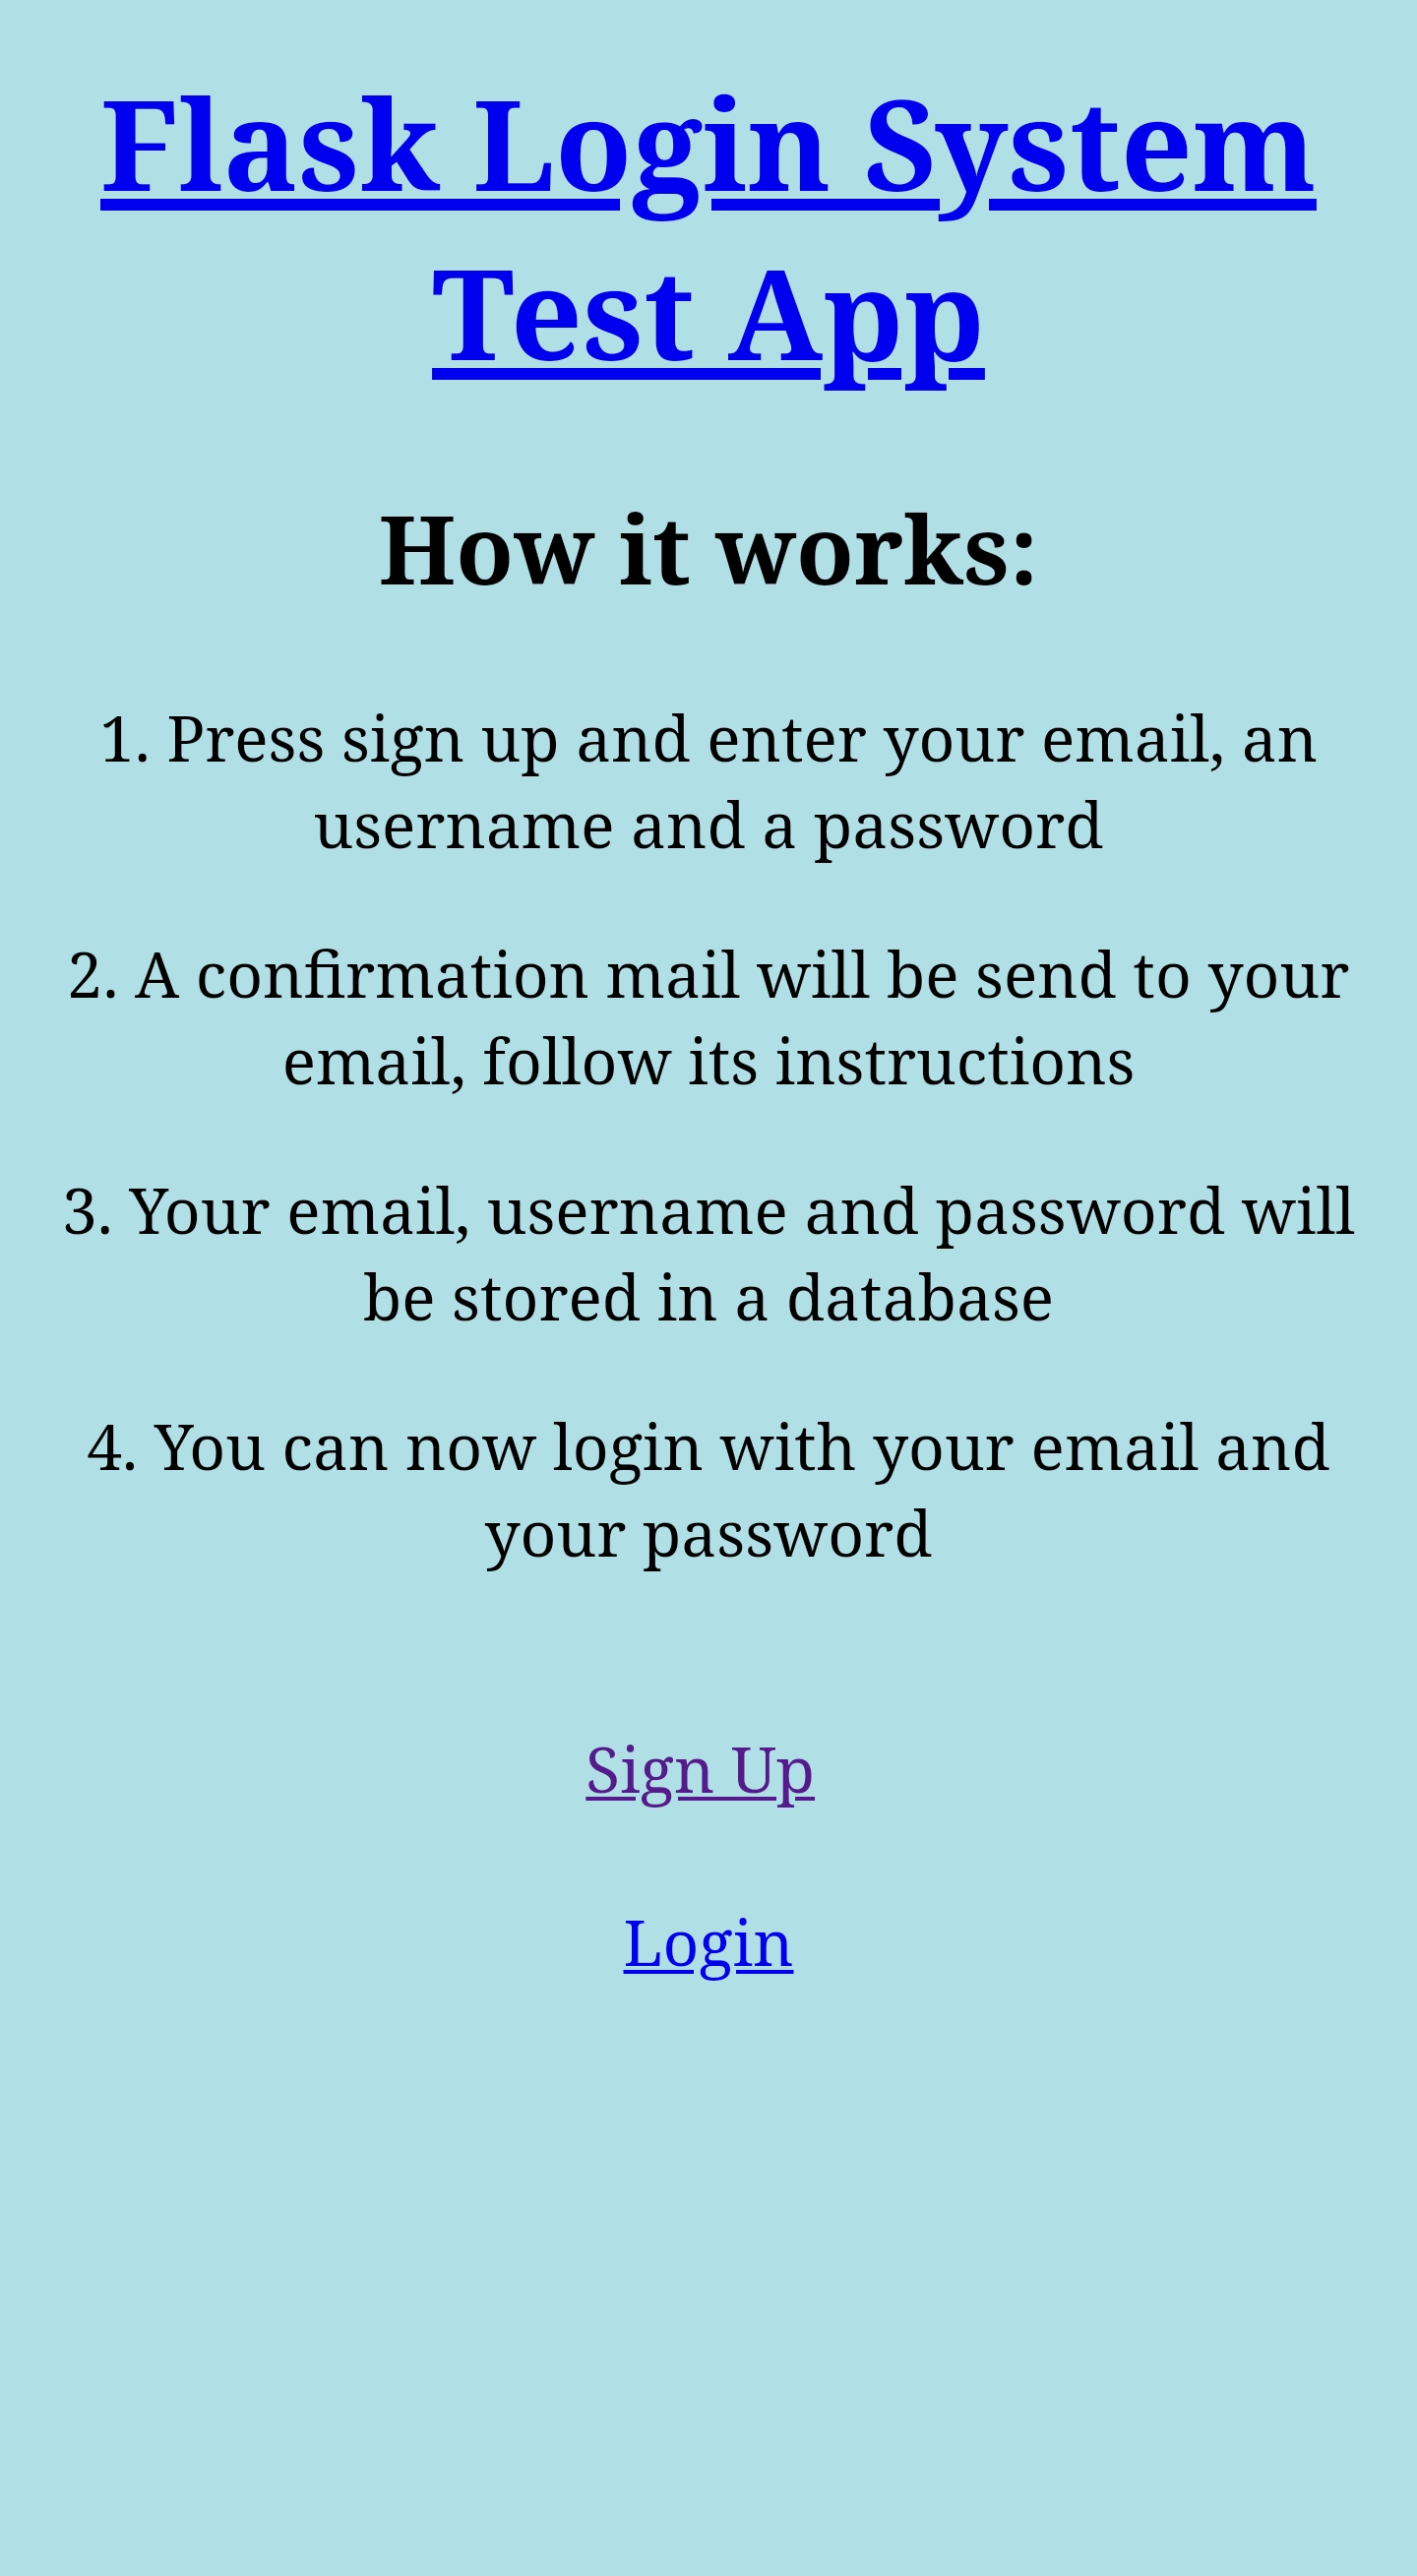 Flask Login System
Test App
How it works:
1. Press sign up and enter your email, an
username and a password
2. A confirmation mail will be send to your
email, follow its instructions
3. Your email, username and password will
be stored in a database
4. You can now login with your email and
your password
Sign Up
Login